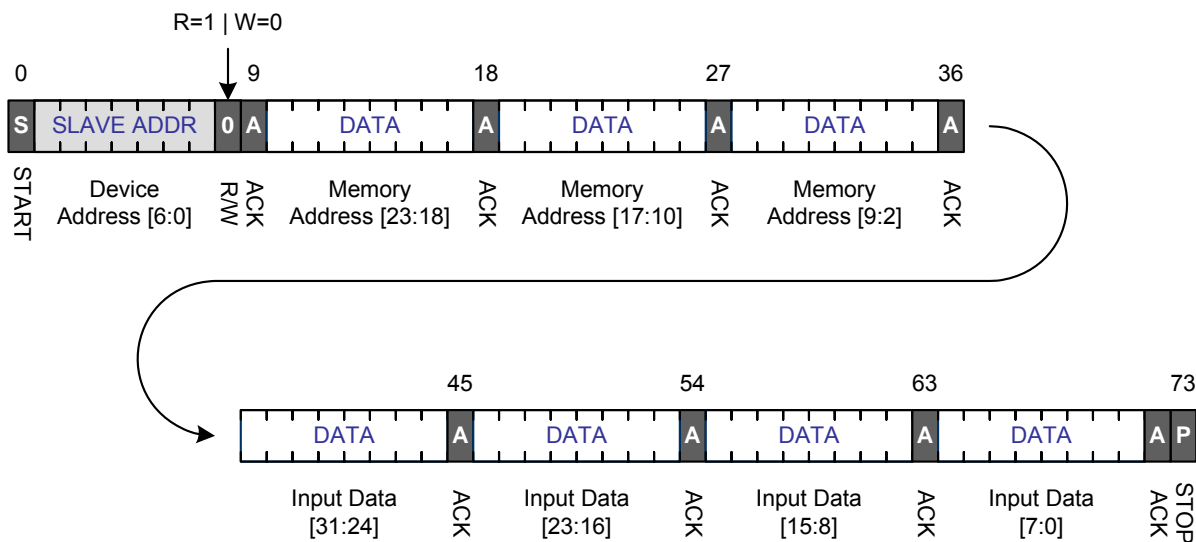 R=1 | W=0
0 9 18 27 36
S SLAVE ADDR 0 A DATA A DATA A DATA A
START Device R/W ACK Memory ACK Memory ACK Memory ACK
Address [6:0] Address [23:18] Address [17:10] Address [9:2]
45 54 63 73
DATA A DATA A DATA A DATA A P
Input Data ACK Input Data ACK Input Data ACK Input Data ACK STOP
[31:24] [23:16] [15:8] [7:0]